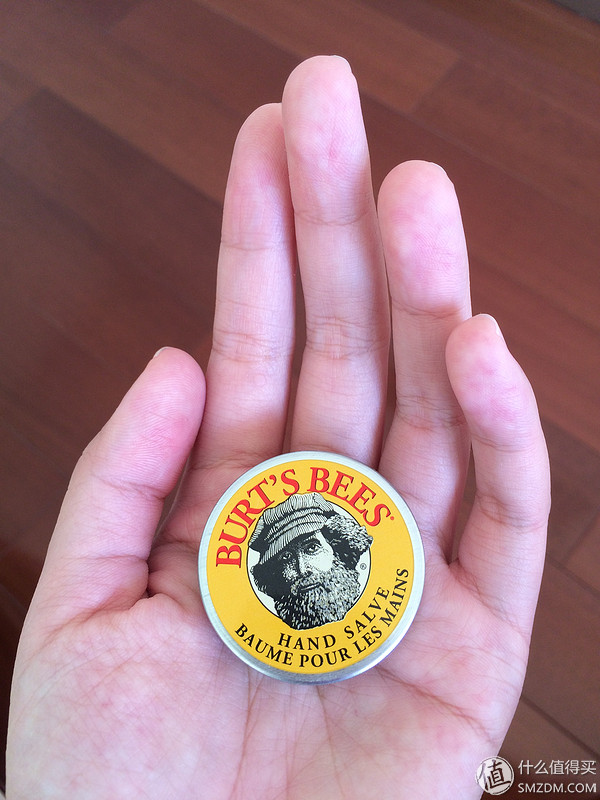 BURT'S BEES®
®
HAND SALVE
BAUME POUR LES MAINS
值 什么值得买
SMZDM.COM